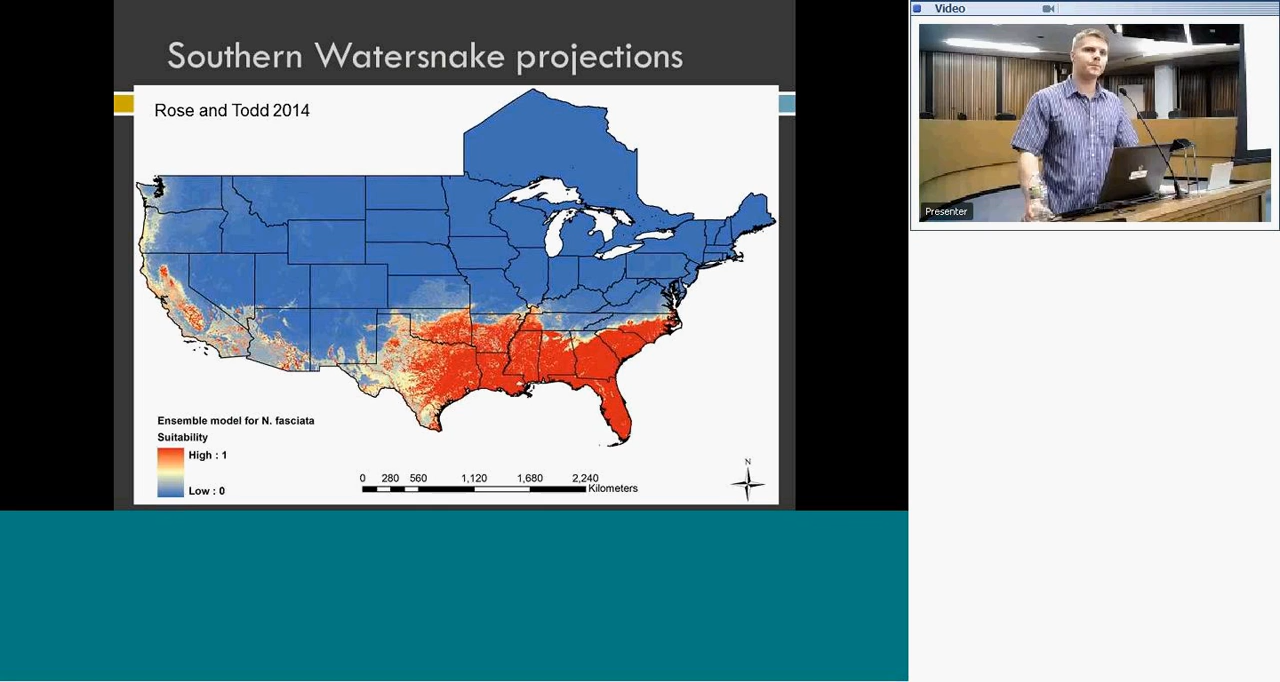 Southern Watersnake projections
Rose and Todd 2014
Ensemble model for N. fasciata
Suitability
High : 1
Low : 0
0 280 560 1,120 1,680 2,240
Kilometers
N
Video
Presenter